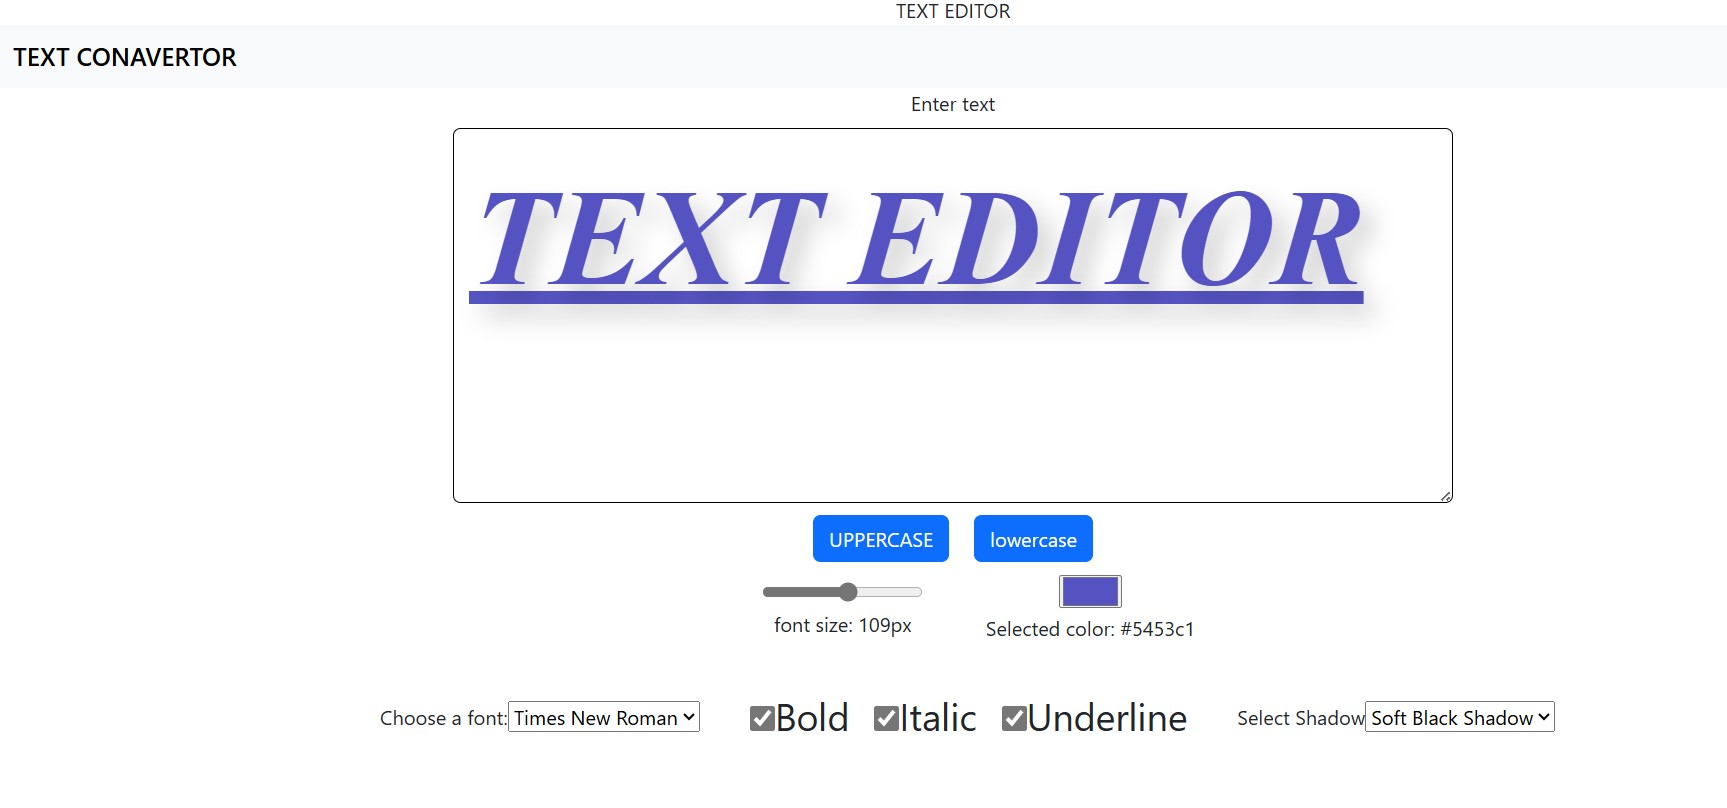 TEXT EDITOR
TEXT CONAVERTOR
Enter text
TEXT EDITOR
UPPERCASE lowercase
font size: 109px Selected color: #5453c1
Choose a font: Times New Roman Bold Italic Underline Select Shadow Soft Black Shadow